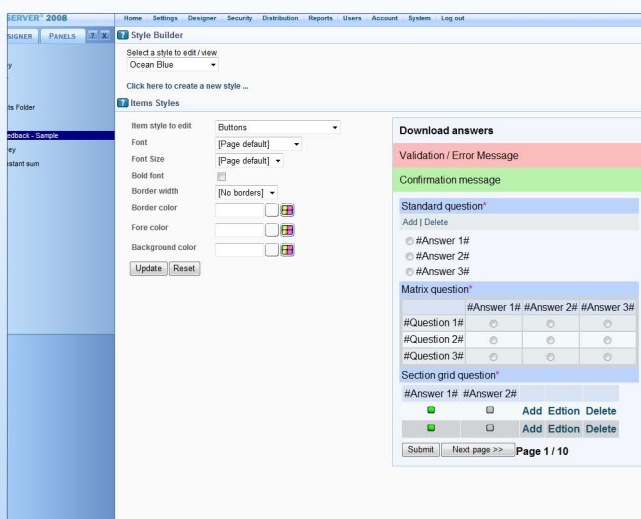 SERVER® 2008
Home Settings Designer Security Distribution Reports Users Account System Log out
SIGNER PANELS ? X
? Style Builder
Select a style to edit / view
Ocean Blue
Click here to create a new style ...
? Items Styles
ey
ts Folder
edback - Sample
ey
nstant sum
Item style to edit Buttons
Font [Page default]
Font Size [Page default]
Bold font
Border width [No borders]
Border color
Fore color
Background color
Update Reset
Download answers
Validation / Error Message
Confirmation message
Standard question*
Add | Delete
#Answer 1#
#Answer 2#
#Answer 3#
Matrix question*
#Answer 1# #Answer 2# #Answer 3#
#Question 1#
#Question 2#
#Question 3#
Section grid question*
#Answer 1# #Answer 2#
Add Edtion Delete
Add Edtion Delete
Submit Next page >> Page 1 / 10